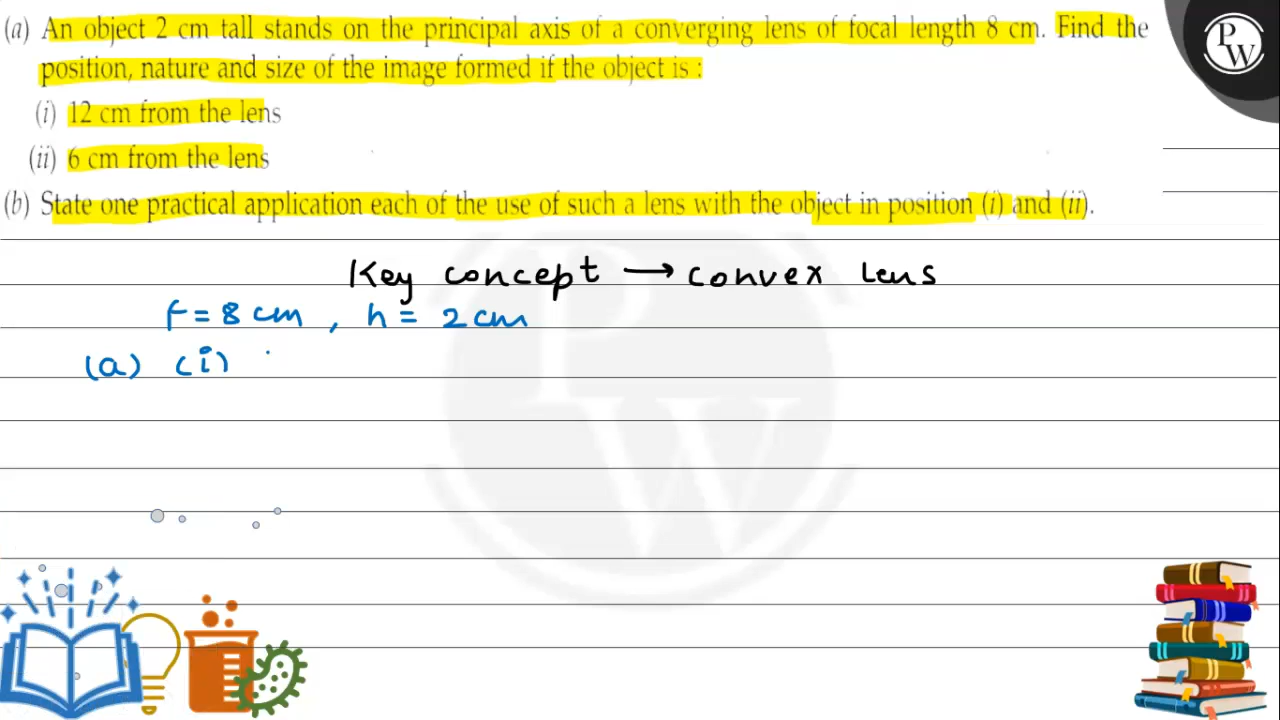 (a) An object 2 cm tall stands on the principal axis of a converging lens of focal length 8 cm. Find the
position, nature and size of the image formed if the object is :
(i) 12 cm from the lens
(ii) 6 cm from the lens
(b) State one practical application each of the use of such a lens with the object in position (i) and (ii).
Key concept → convex lens
f = 8 cm , h = 2 cm
(a) (i)
PW
PW